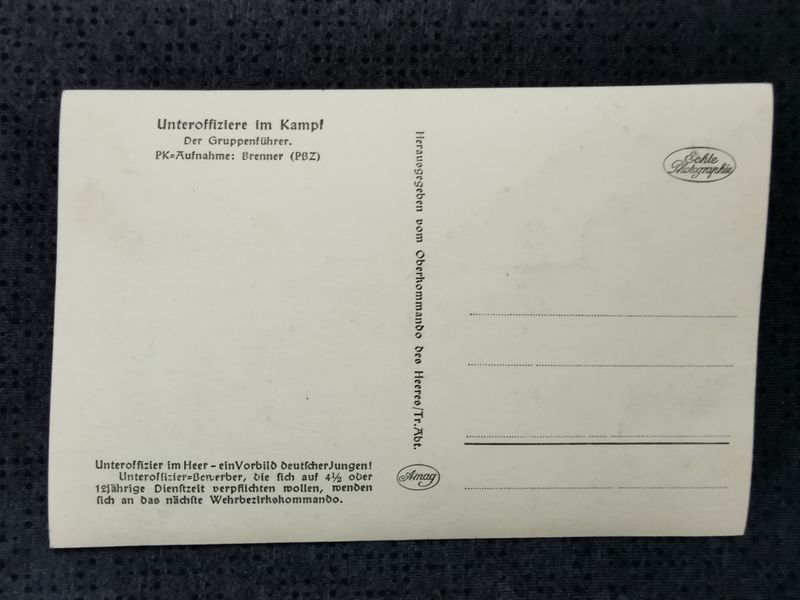 Unteroffiziere im Kampf
Der Gruppenführer.
PK=Aufnahme: Brenner (PBZ)
Herausgegeben vom Oberkommando des Heeres/Tr.Abt.
Echte
Photographie
Unteroffizier im Heer – ein Vorbild deutscher Jungen!
Unteroffizier=Bewerber, die sich auf 4½ oder
12jährige Dienstzeit verpflichten wollen, wenden
sich an das nächste Wehrbezirkskommando.
Amag